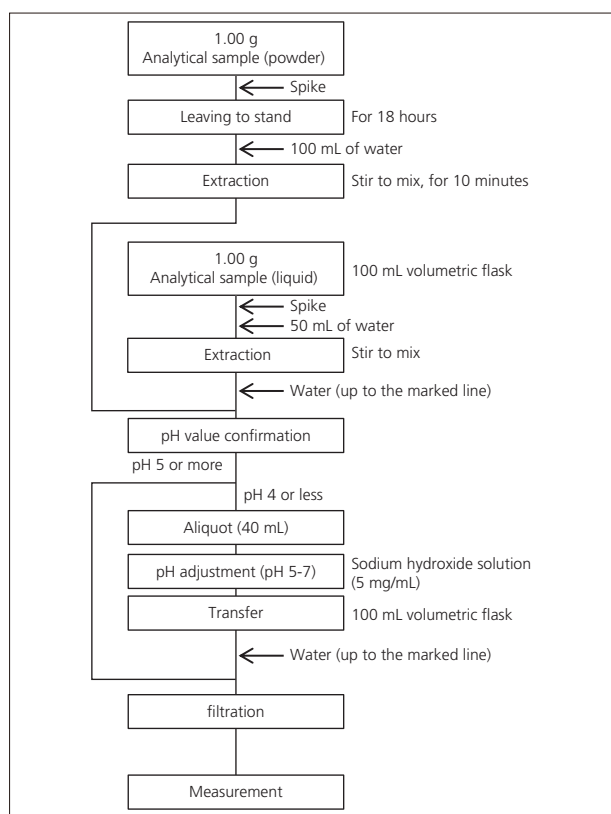 1.00 g
Analytical sample (powder)
Spike
Leaving to stand
For 18 hours
100 mL of water
Extraction
Stir to mix, for 10 minutes
1.00 g
Analytical sample (liquid)
100 mL volumetric flask
Spike
50 mL of water
Extraction
Stir to mix
Water (up to the marked line)
pH value confirmation
pH 5 or more
pH 4 or less
Aliquot (40 mL)
pH adjustment (pH 5-7)
Sodium hydroxide solution
(5 mg/mL)
Transfer
100 mL volumetric flask
Water (up to the marked line)
filtration
Measurement